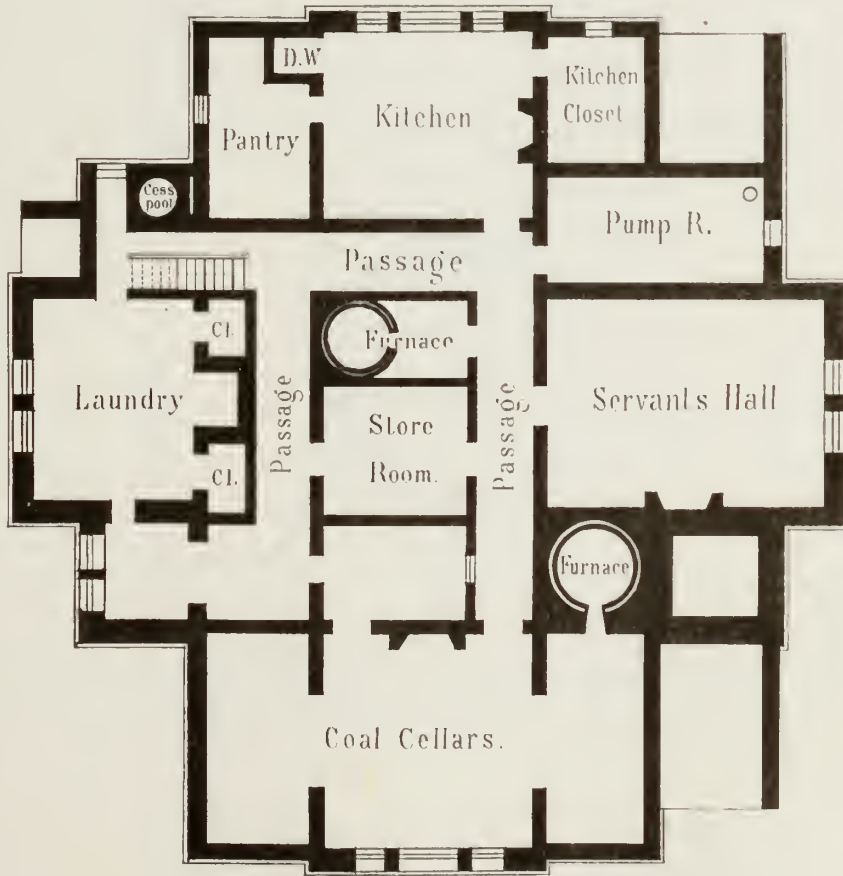 D.W
Kitchen
Closet
Kitchen
Pantry
Cess
pool
Pump R.
Passage
Cl.
Furnace
Laundry
Passage
Store
Room.
Passage
Servants Hall
Cl.
Furnace
Coal Cellars.